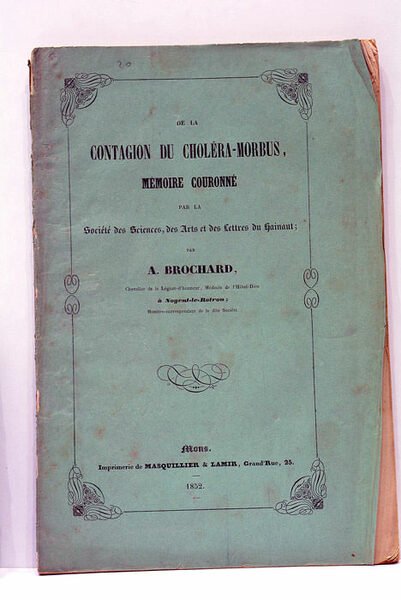 20
DE LA
CONTAGION DU CHOLÉRA-MORBUS,
MÉMOIRE COURONNÉ
PAR LA
Société des Sciences, des Arts et des Lettres du Hainaut;
PAR
A. BROCHARD,
Chevalier de la Légion-d'honneur, Médecin de l'Hôtel-Dieu
à Nogent-le-Rotrou;
Membre-correspondant de la dite Société.
Mons.
Imprimerie de MASQUILLIER & LAMIR, Grand'Rue, 25.
1852.